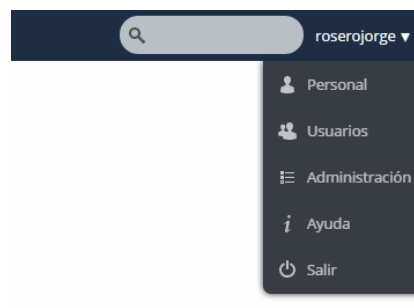 roserojorge ▼
Personal
Usuarios
Administración
Ayuda
Salir